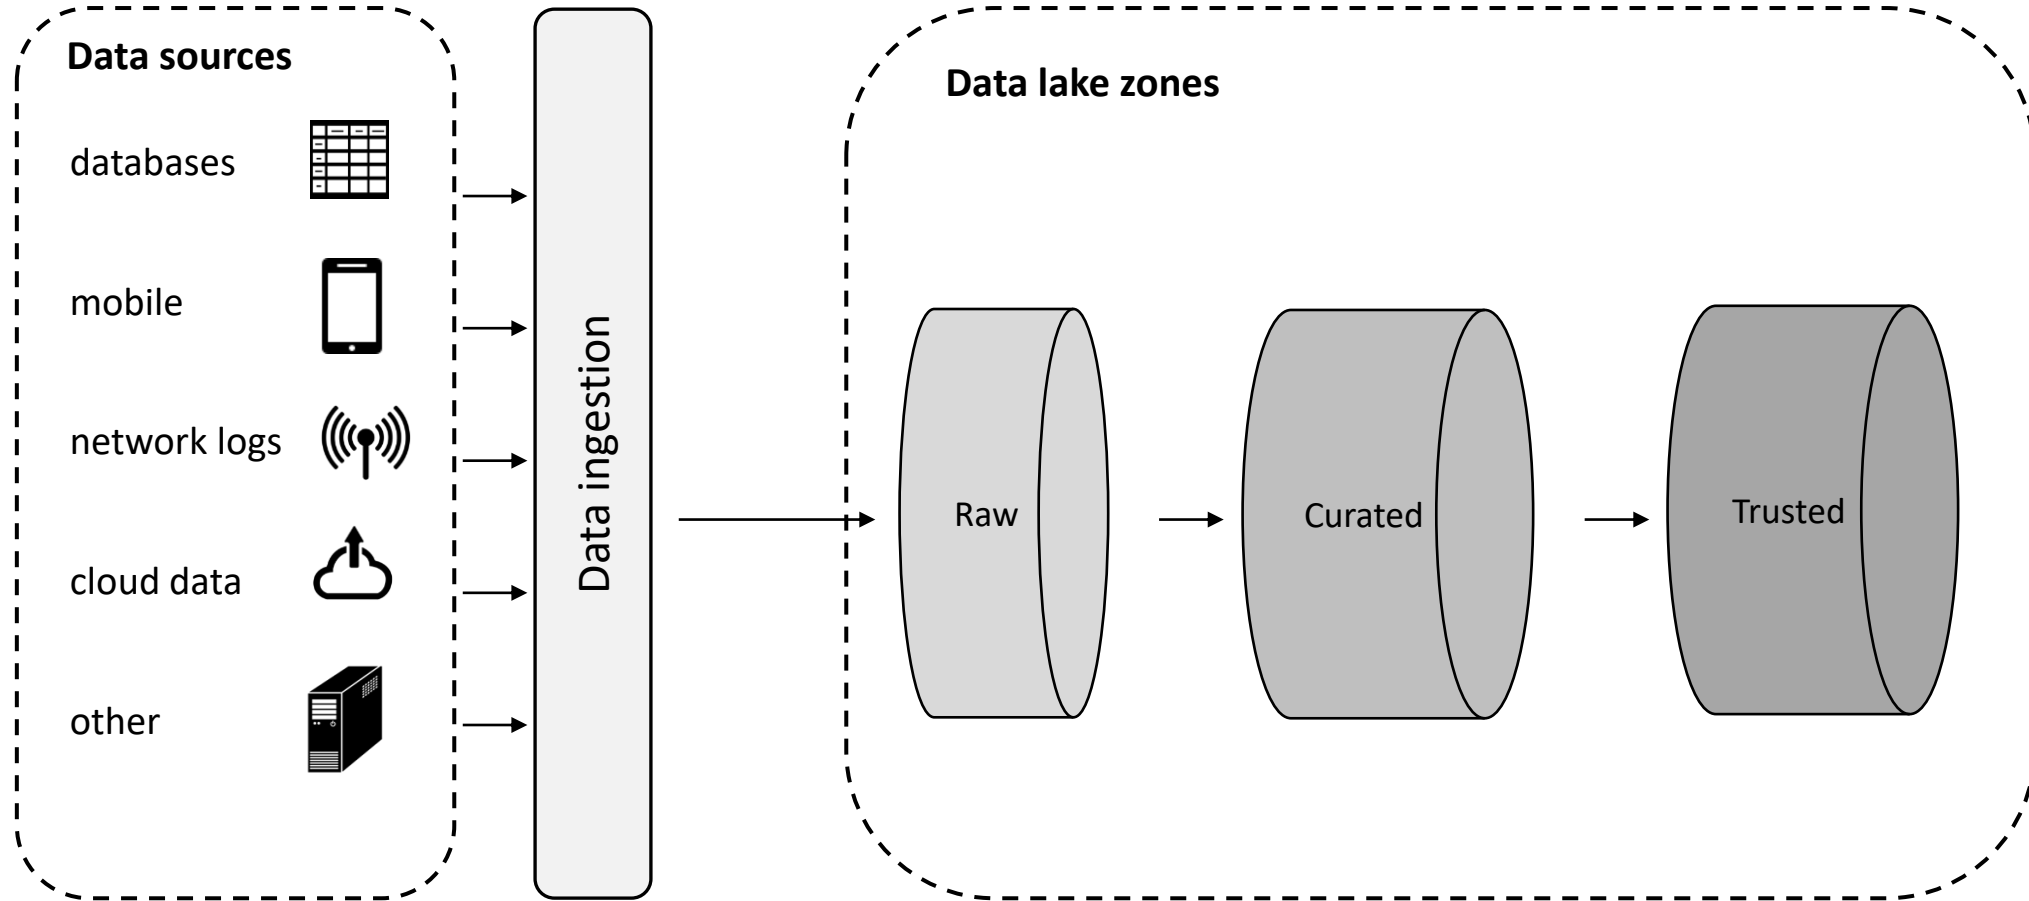 Data sources
databases
mobile
network logs
cloud data
other
Data ingestion
Data lake zones
Raw
Curated
Trusted